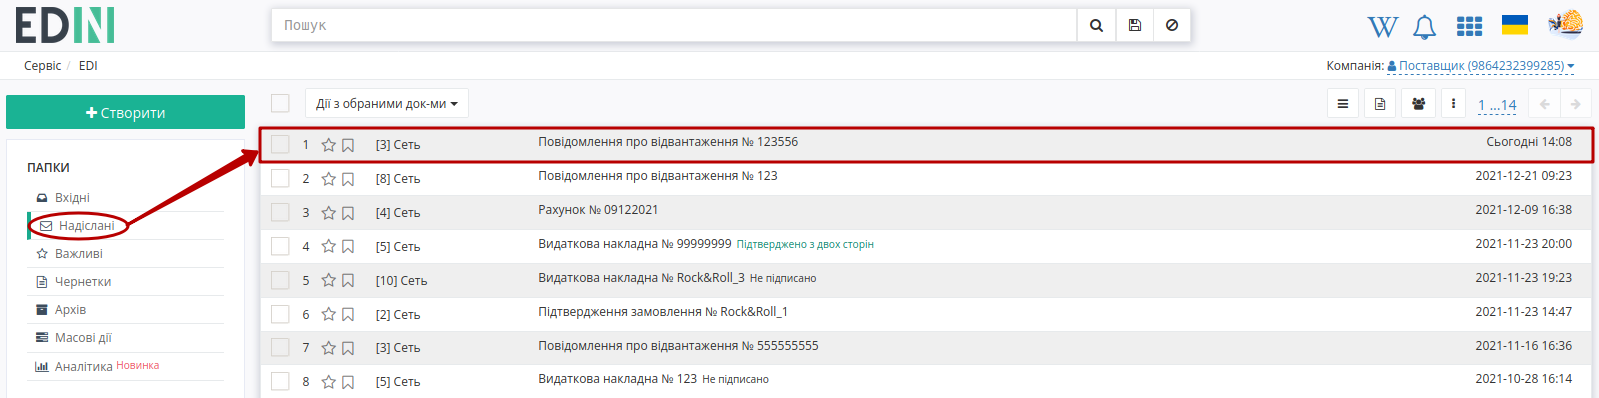 EDIN
Пошук
W
Сервіс / EDI
Компанія: Поставщик (9864232399285)
Створити
Дії з обраними док-ми
1 ...14
ПАПКИ
Вхідні
Надіслані
Важливі
Чернетки
Архів
Масові дії
Аналітика Новинка
1 [3] Сеть Повідомлення про відвантаження № 123556 Сьогодні 14:08
2 [8] Сеть Повідомлення про відвантаження № 123 2021-12-21 09:23
3 [4] Сеть Рахунок № 09122021 2021-12-09 16:38
4 [5] Сеть Видаткова накладна № 99999999 Підтверджено з двох сторін 2021-11-23 20:00
5 [10] Сеть Видаткова накладна № Rock&Roll_3 Не підписано 2021-11-23 19:23
6 [2] Сеть Підтвердження замовлення № Rock&Roll_1 2021-11-23 14:47
7 [3] Сеть Повідомлення про відвантаження № 555555555 2021-11-16 16:36
8 [5] Сеть Видаткова накладна № 123 Не підписано 2021-10-28 16:14